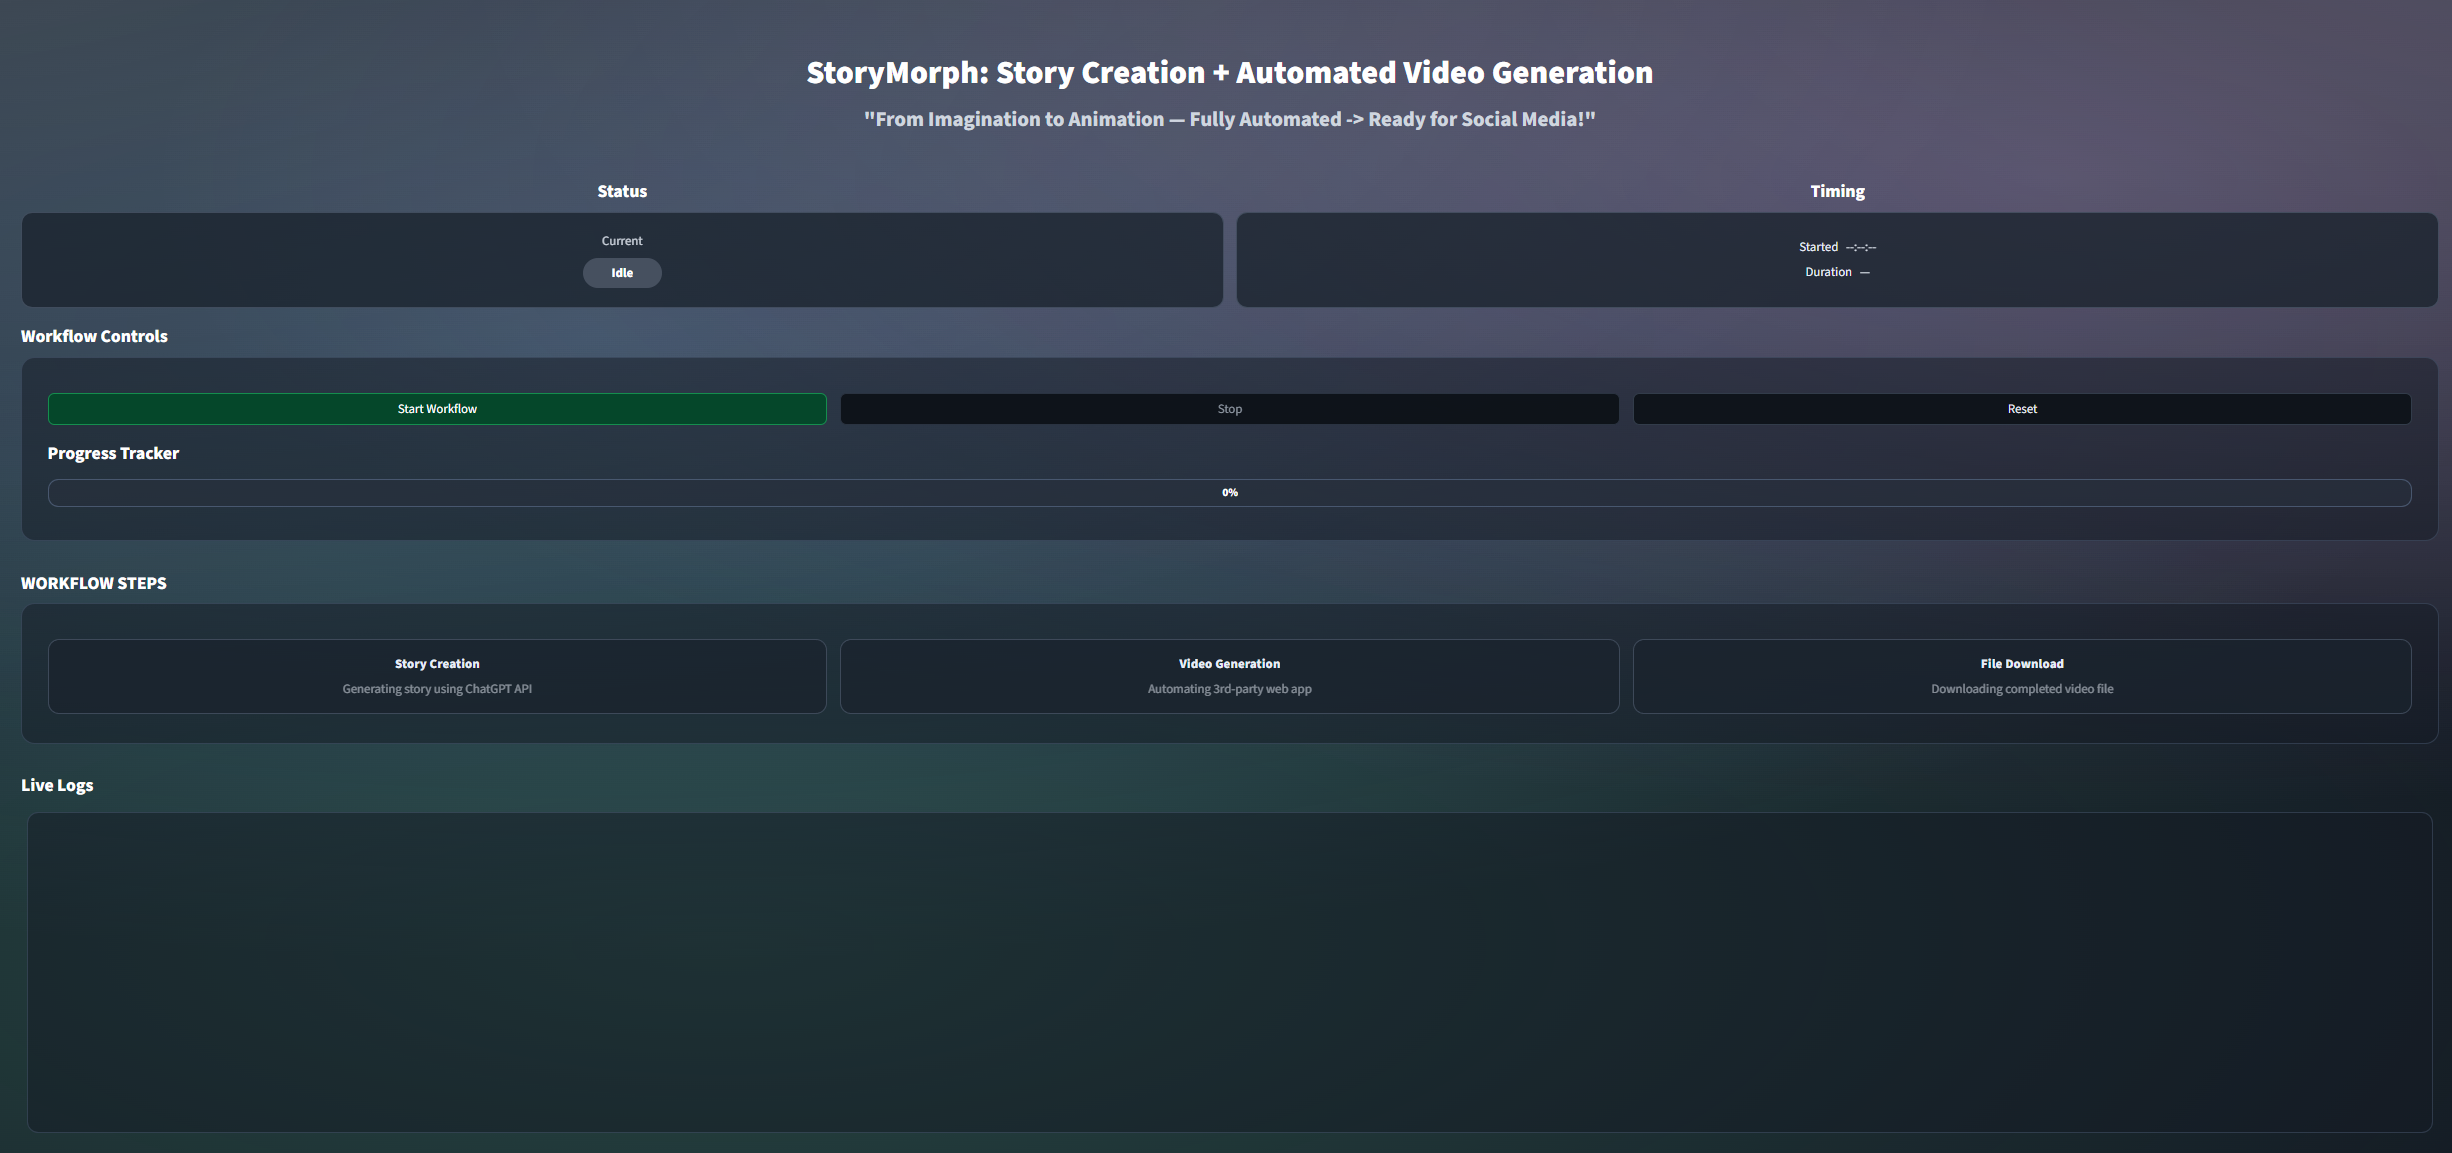 StoryMorph: Story Creation + Automated Video Generation
"From Imagination to Animation — Fully Automated -> Ready for Social Media!"
Status
Current
Idle
Timing
Started --:--:--
Duration —
Workflow Controls
Start Workflow
Stop
Reset
Progress Tracker
0%
WORKFLOW STEPS
Story Creation
Generating story using ChatGPT API
Video Generation
Automating 3rd-party web app
File Download
Downloading completed video file
Live Logs